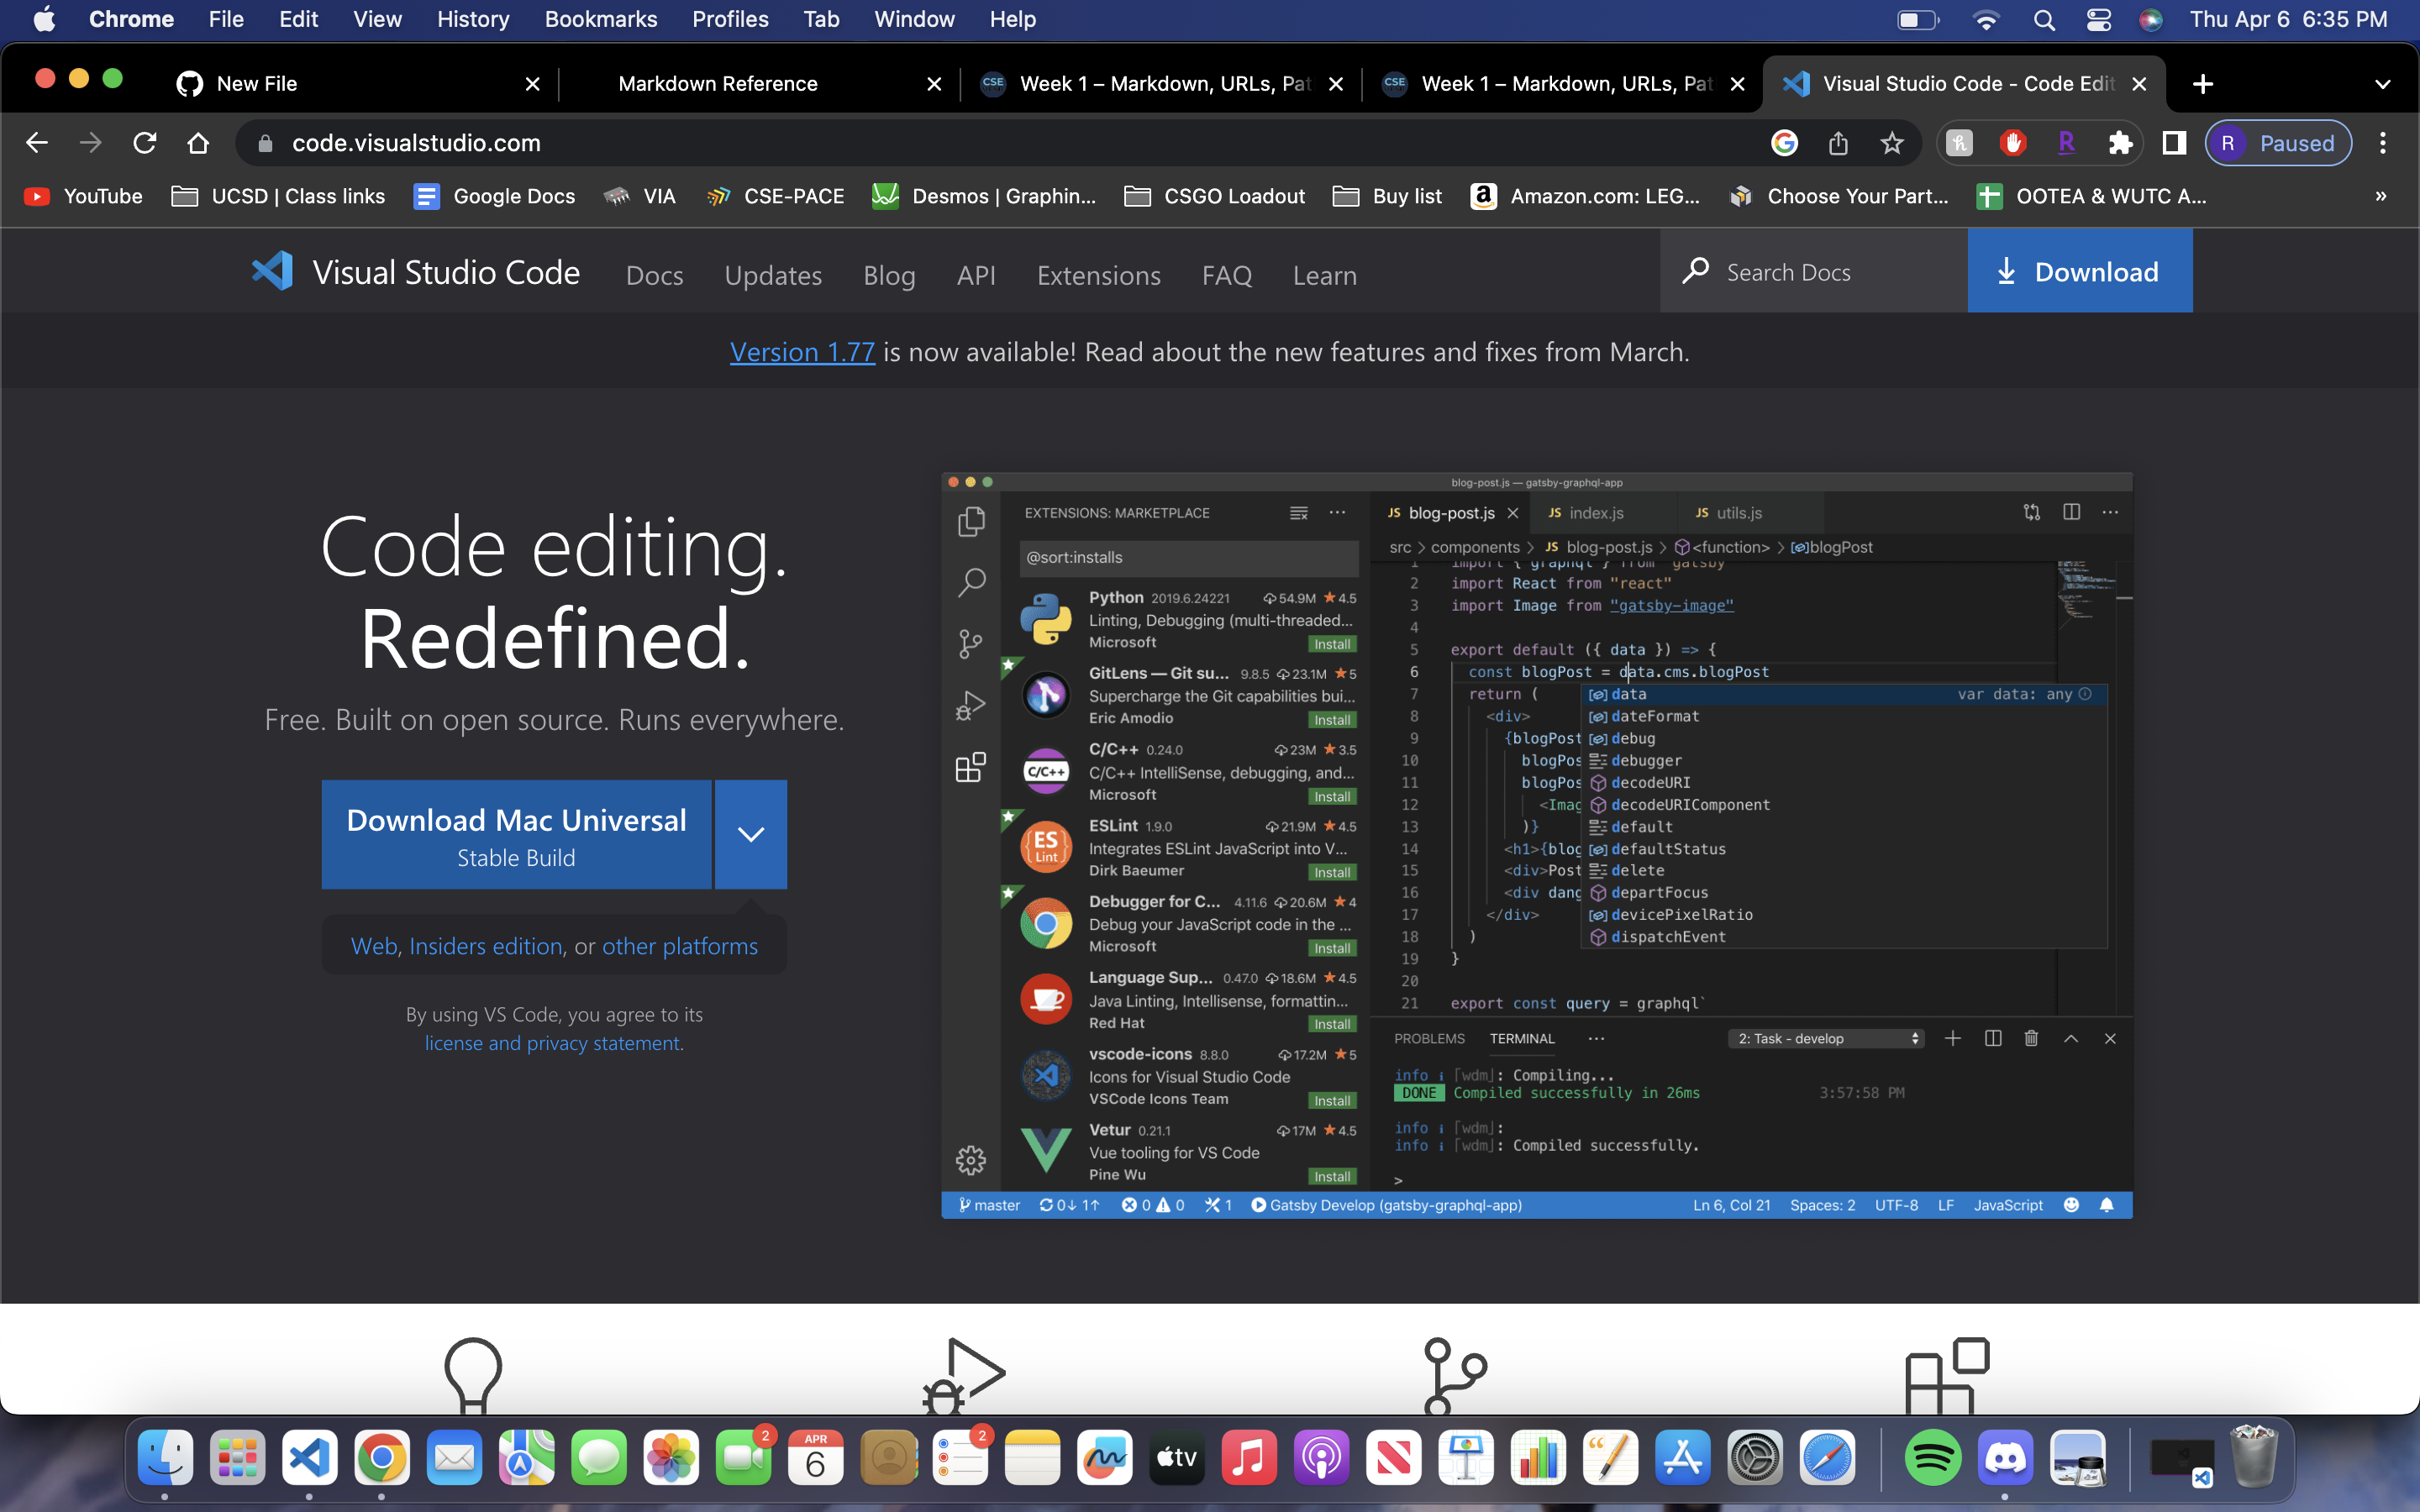 Chrome File Edit View History Bookmarks Profiles Tab Window Help Thu Apr 6 6:35 PM
New File Markdown Reference CSE Week 1 – Markdown, URLs, Pat CSE Week 1 – Markdown, URLs, Pat Visual Studio Code - Code Edit
code.visualstudio.com R Paused
YouTube UCSD | Class links Google Docs VIA CSE-PACE Desmos | Graphin... CSGO Loadout Buy list Amazon.com: LEG... Choose Your Part... OOTEA & WUTC A... »
Visual Studio Code Docs Updates Blog API Extensions FAQ Learn Search Docs Download
Version 1.77 is now available! Read about the new features and fixes from March.
Code editing.
Redefined.
Free. Built on open source. Runs everywhere.
Download Mac Universal
Stable Build
Web, Insiders edition, or other platforms
By using VS Code, you agree to its
license and privacy statement.
blog-post.js — gatsby-graphql-app
EXTENSIONS: MARKETPLACE
@sort:installs
Python 2019.6.24221 54.9M 4.5
Linting, Debugging (multi-threaded...
Microsoft Install
GitLens — Git su... 9.8.5 23.1M 5
Supercharge the Git capabilities bui...
Eric Amodio Install
C/C++ C/C++ 0.24.0 23M 3.5
C/C++ IntelliSense, debugging, and...
Microsoft Install
ES Lint ESLint 1.9.0 21.9M 4.5
Integrates ESLint JavaScript into V...
Dirk Baeumer Install
Debugger for C... 4.11.6 20.6M 4
Debug your JavaScript code in the ...
Microsoft Install
Language Sup... 0.47.0 18.6M 4.5
Java Linting, Intellisense, formattin...
Red Hat Install
vscode-icons 8.8.0 17.2M 5
Icons for Visual Studio Code
VSCode Icons Team Install
Vetur 0.21.1 17M 4.5
Vue tooling for VS Code
Pine Wu Install
JS blog-post.js JS index.js JS utils.js
src > components > JS blog-post.js > <function> > blogPost
1 import { graphql } from "gatsby"
2 import React from "react"
3 import Image from "gatsby-image"
4
5 export default ({ data }) => {
6 const blogPost = data.cms.blogPost
7 return (
8 <div>
9 {blogPost
10 blogPos
11 blogPos
12 <Imag
13 )}
14 <h1>{blog
15 <div>Post
16 <div dang
17 </div>
18 )
19 }
20
21 export const query = graphql`
data var data: any
dateFormat
debug
debugger
decodeURI
decodeURIComponent
default
defaultStatus
delete
departFocus
devicePixelRatio
dispatchEvent
PROBLEMS TERMINAL ... 2: Task - develop
info i ｢wdm｣: Compiling...
DONE Compiled successfully in 26ms 3:57:58 PM
info i ｢wdm｣:
info i ｢wdm｣: Compiled successfully.
>
master 0↓ 1↑ 0 0 1 Gatsby Develop (gatsby-graphql-app) Ln 6, Col 21 Spaces: 2 UTF-8 LF JavaScript
2 APR 6 2 tv